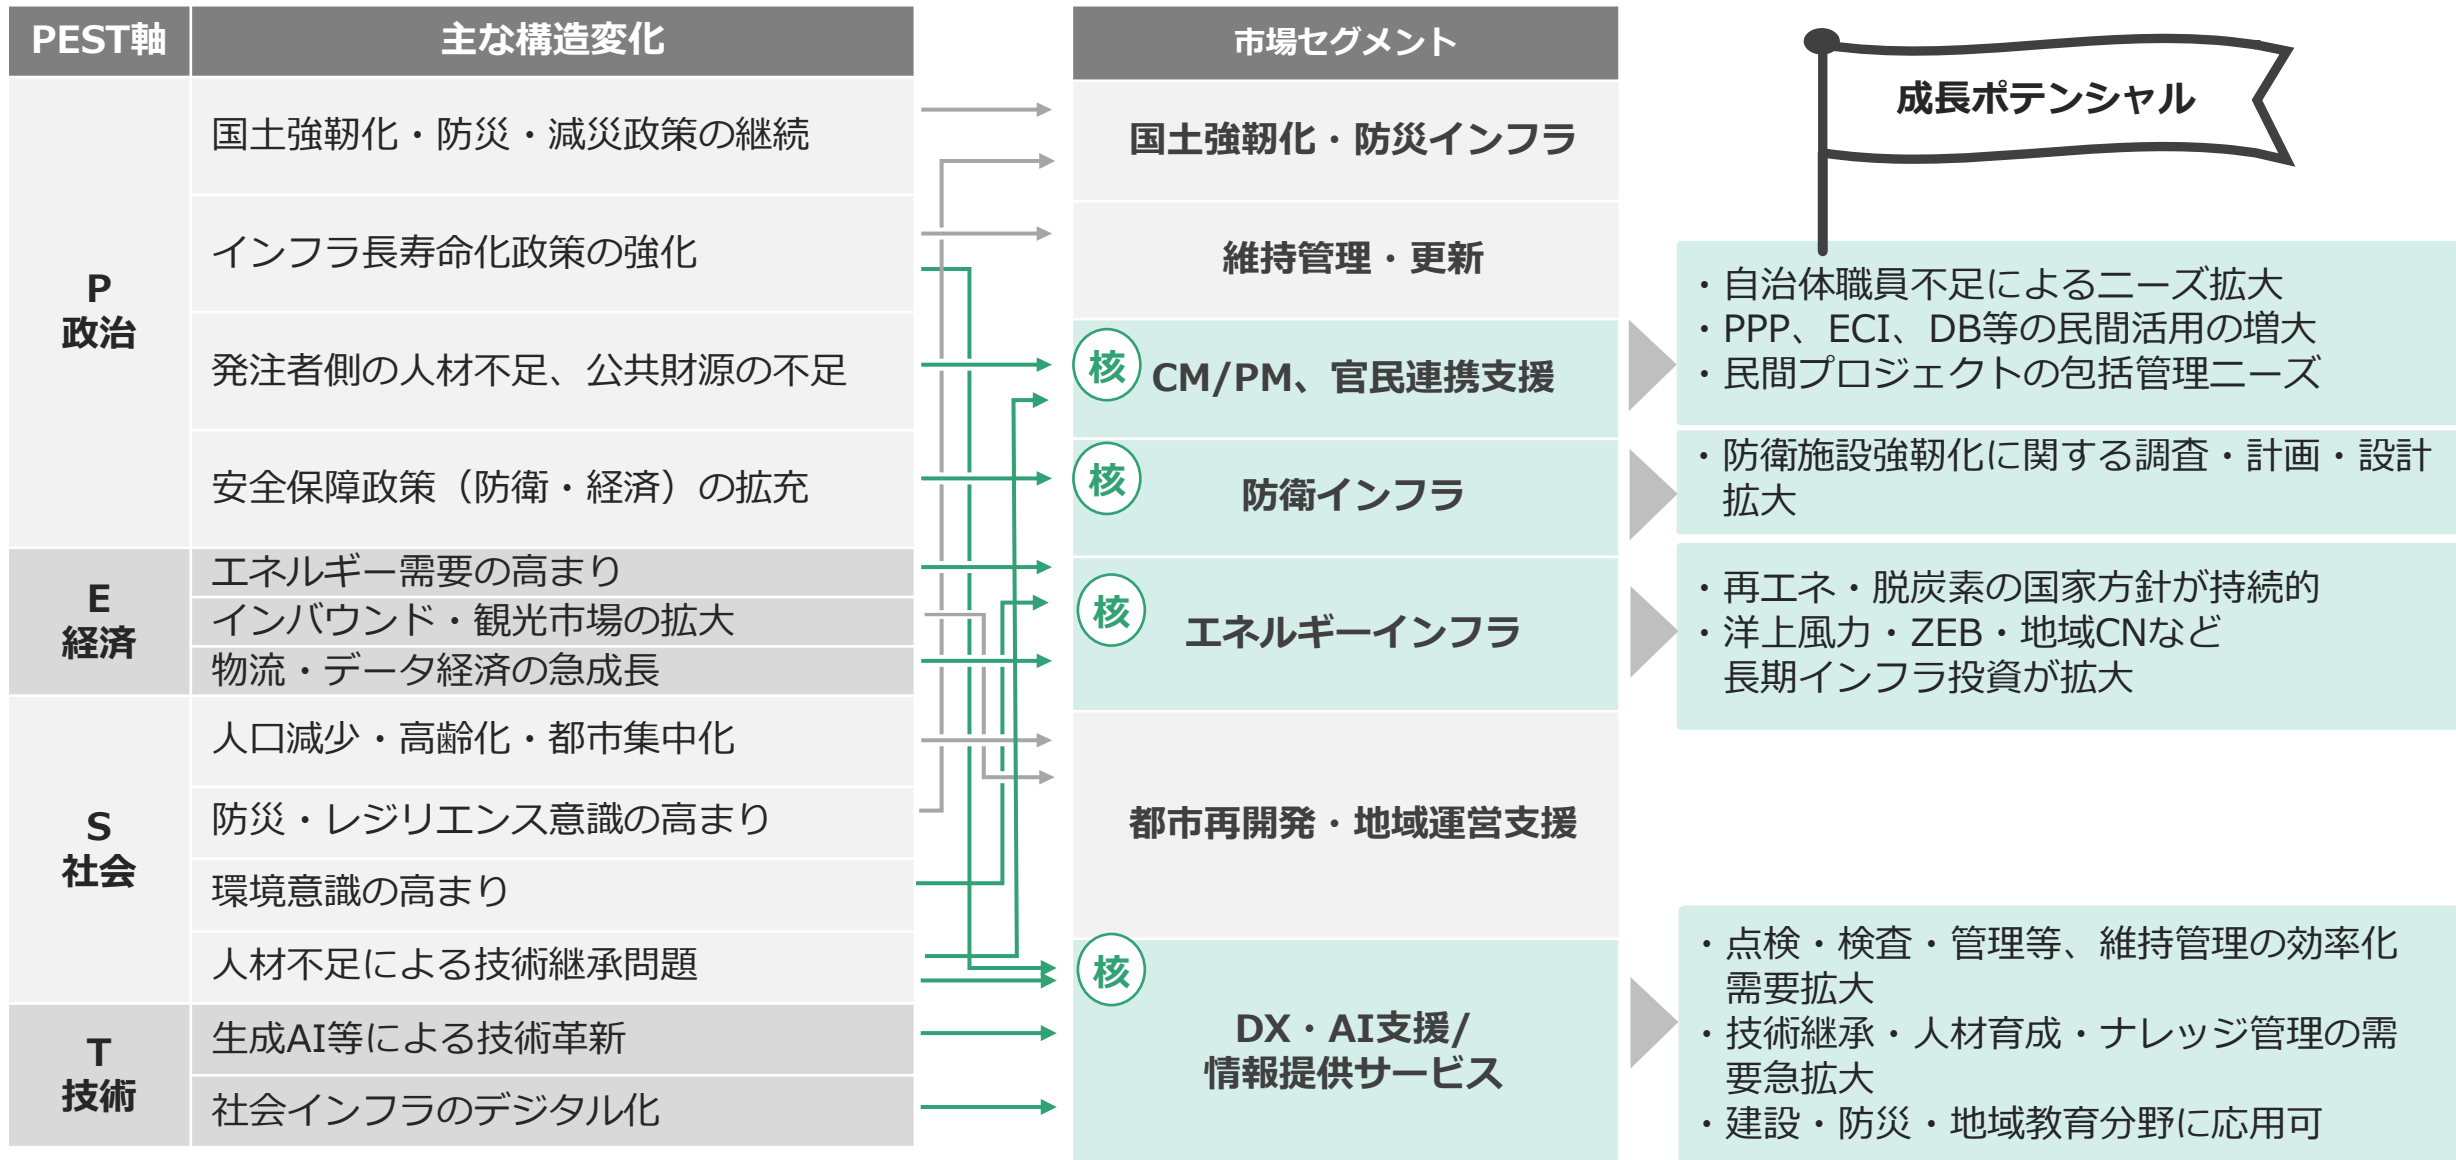 PEST軸
主な構造変化
P
政治
国土強靭化・防災・減災政策の継続
インフラ長寿命化政策の強化
発注者側の人材不足、公共財源の不足
安全保障政策（防衛・経済）の拡充
E
経済
エネルギー需要の高まり
インバウンド・観光市場の拡大
物流・データ経済の急成長
S
社会
人口減少・高齢化・都市集中化
防災・レジリエンス意識の高まり
環境意識の高まり
人材不足による技術継承問題
T
技術
生成AI等による技術革新
社会インフラのデジタル化
市場セグメント
国土強靭化・防災インフラ
維持管理・更新
核
CM/PM、官民連携支援
核
防衛インフラ
核
エネルギーインフラ
都市再開発・地域運営支援
核
DX・AI支援/
情報提供サービス
成長ポテンシャル
・自治体職員不足によるニーズ拡大
・PPP、ECI、DB等の民間活用の増大
・民間プロジェクトの包括管理ニーズ
・防衛施設強靭化に関する調査・計画・設計
拡大
・再エネ・脱炭素の国家方針が持続的
・洋上風力・ZEB・地域CNなど
長期インフラ投資が拡大
・点検・検査・管理等、維持管理の効率化
需要拡大
・技術継承・人材育成・ナレッジ管理の需
要急拡大
・建設・防災・地域教育分野に応用可